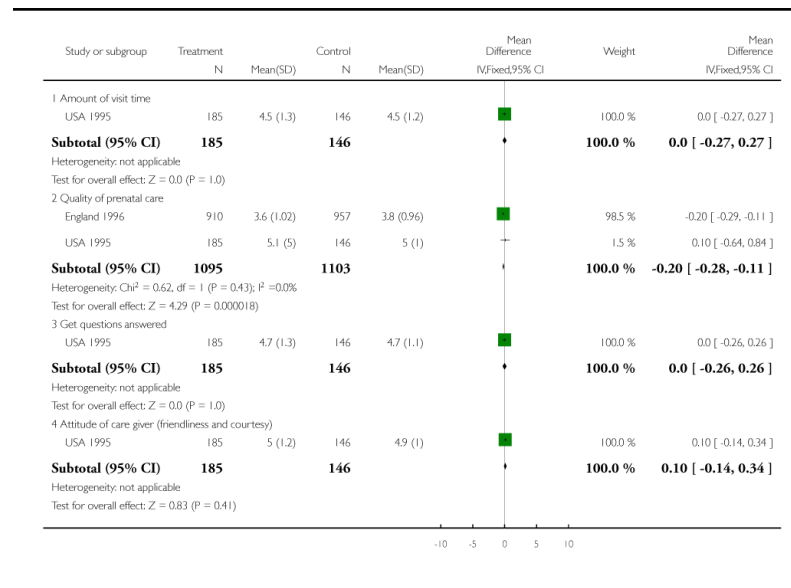 Study or subgroup Treatment Control Mean Difference Weight Mean Difference
N Mean(SD) N Mean(SD) IV,Fixed,95% CI IV,Fixed,95% CI
1 Amount of visit time
USA 1995 185 4.5 (1.3) 146 4.5 (1.2) 100.0 % 0.0 [ -0.27, 0.27 ]
Subtotal (95% CI) 185 146 100.0 % 0.0 [ -0.27, 0.27 ]
Heterogeneity: not applicable
Test for overall effect: Z = 0.0 (P = 1.0)
2 Quality of prenatal care
England 1996 910 3.6 (1.02) 957 3.8 (0.96) 98.5 % -0.20 [ -0.29, -0.11 ]
USA 1995 185 5.1 (5) 146 5 (1) 1.5 % 0.10 [ -0.64, 0.84 ]
Subtotal (95% CI) 1095 1103 100.0 % -0.20 [ -0.28, -0.11 ]
Heterogeneity: Chi² = 0.62, df = 1 (P = 0.43); I² =0.0%
Test for overall effect: Z = 4.29 (P = 0.000018)
3 Get questions answered
USA 1995 185 4.7 (1.3) 146 4.7 (1.1) 100.0 % 0.0 [ -0.26, 0.26 ]
Subtotal (95% CI) 185 146 100.0 % 0.0 [ -0.26, 0.26 ]
Heterogeneity: not applicable
Test for overall effect: Z = 0.0 (P = 1.0)
4 Attitude of care giver (friendliness and courtesy)
USA 1995 185 5 (1.2) 146 4.9 (1) 100.0 % 0.10 [ -0.14, 0.34 ]
Subtotal (95% CI) 185 146 100.0 % 0.10 [ -0.14, 0.34 ]
Heterogeneity: not applicable
Test for overall effect: Z = 0.83 (P = 0.41)
-10 -5 0 5 10